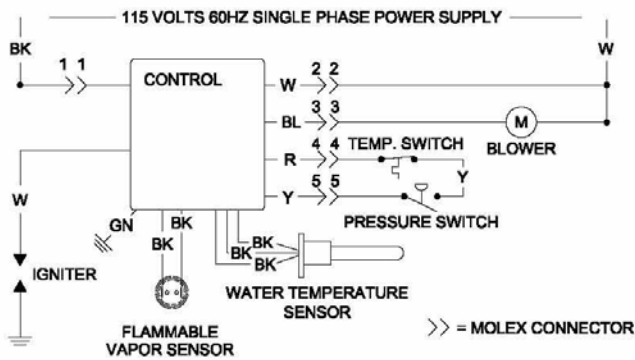 115 VOLTS 60HZ SINGLE PHASE POWER SUPPLY
BK
W
1 1
CONTROL
W
2 2
BL
3 3
M
BLOWER
R
4 4
TEMP. SWITCH
Y
Y
5 5
PRESSURE SWITCH
W
GN
BK
BK
BK
BK
BK
IGNITER
WATER TEMPERATURE
SENSOR
FLAMMABLE
VAPOR SENSOR
>> = MOLEX CONNECTOR